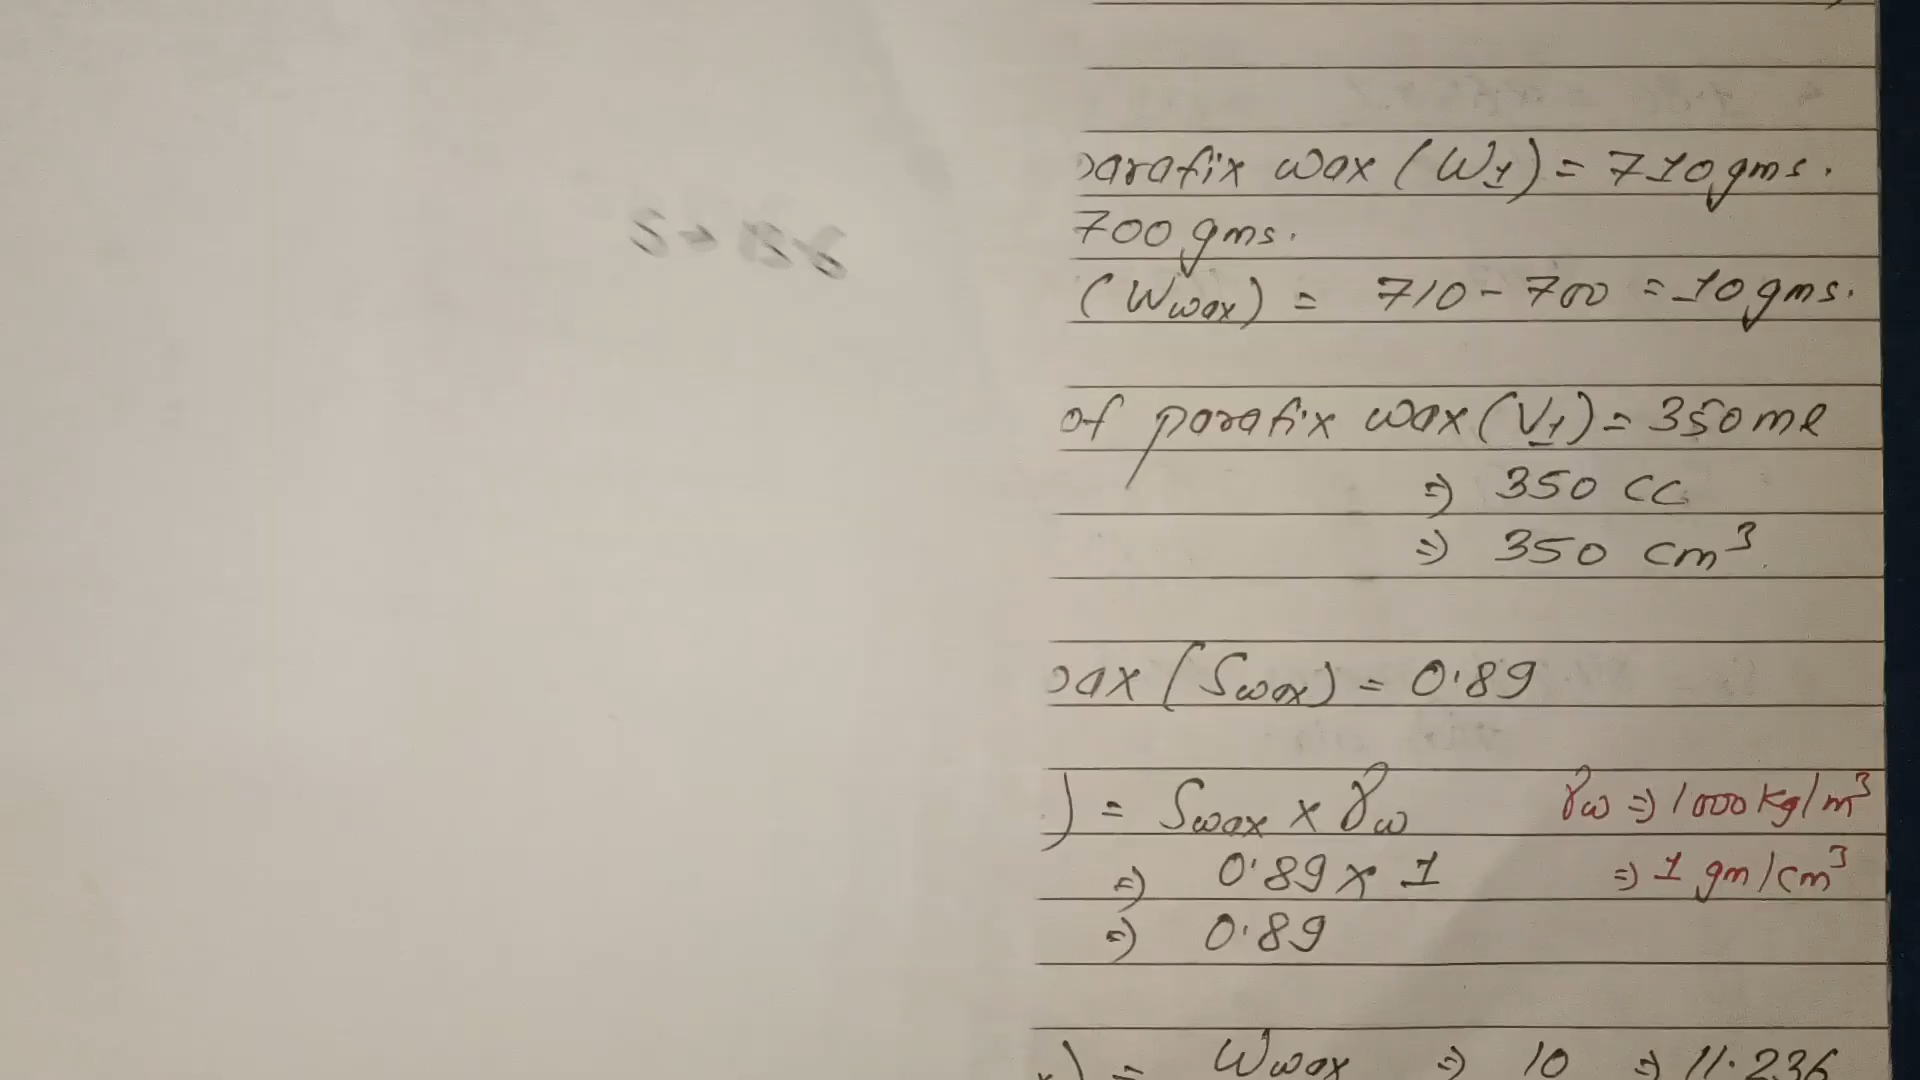 parafix wax (W1) = 710 gms.
700 gms.
(Wwax) = 710 - 700 = 10 gms.
of parafix wax (V1) = 350 ml
⇒ 350 cc
⇒ 350 cm³
wax (Swax) = 0.89
) = Swax × γw γw ⇒ 1000 kg/m³
⇒ 0.89 × 1 ⇒ 1 gm/cm³
⇒ 0.89
) = Wwax ⇒ 10 ⇒ 11.236